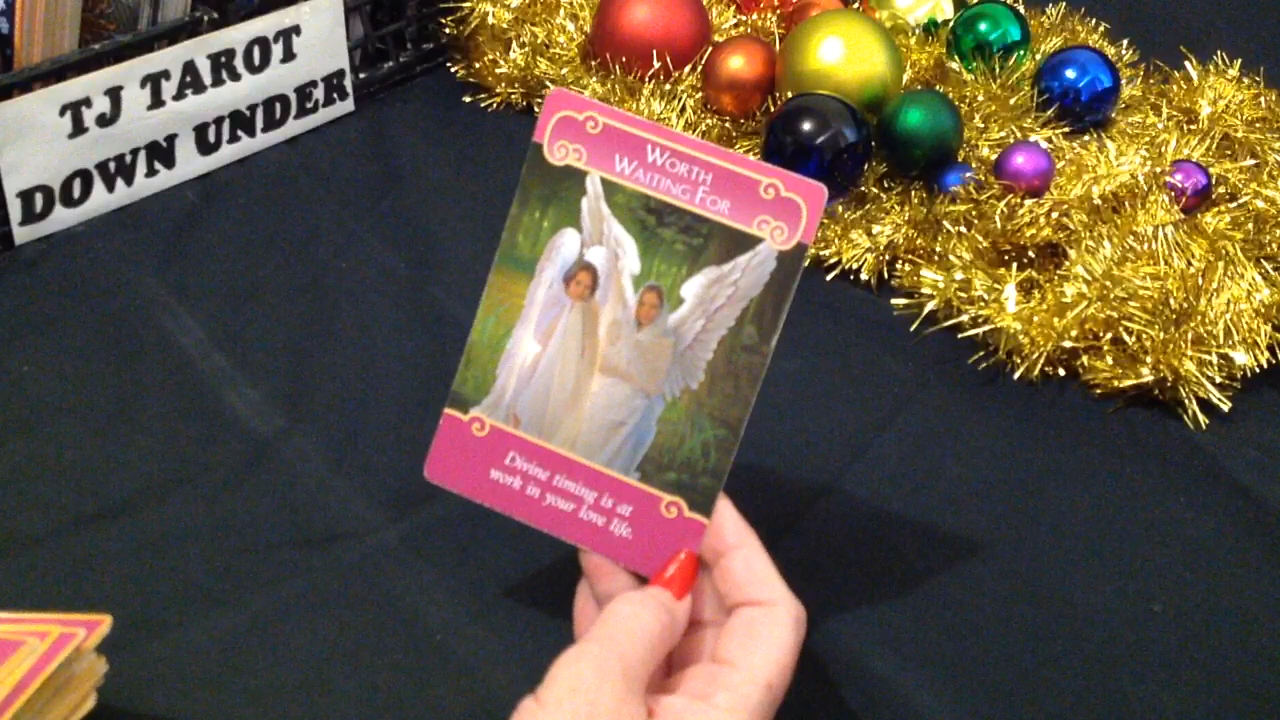 TJ TAROT
DOWN UNDER
WORTH
WAITING FOR
Divine timing is at
work in your love life.